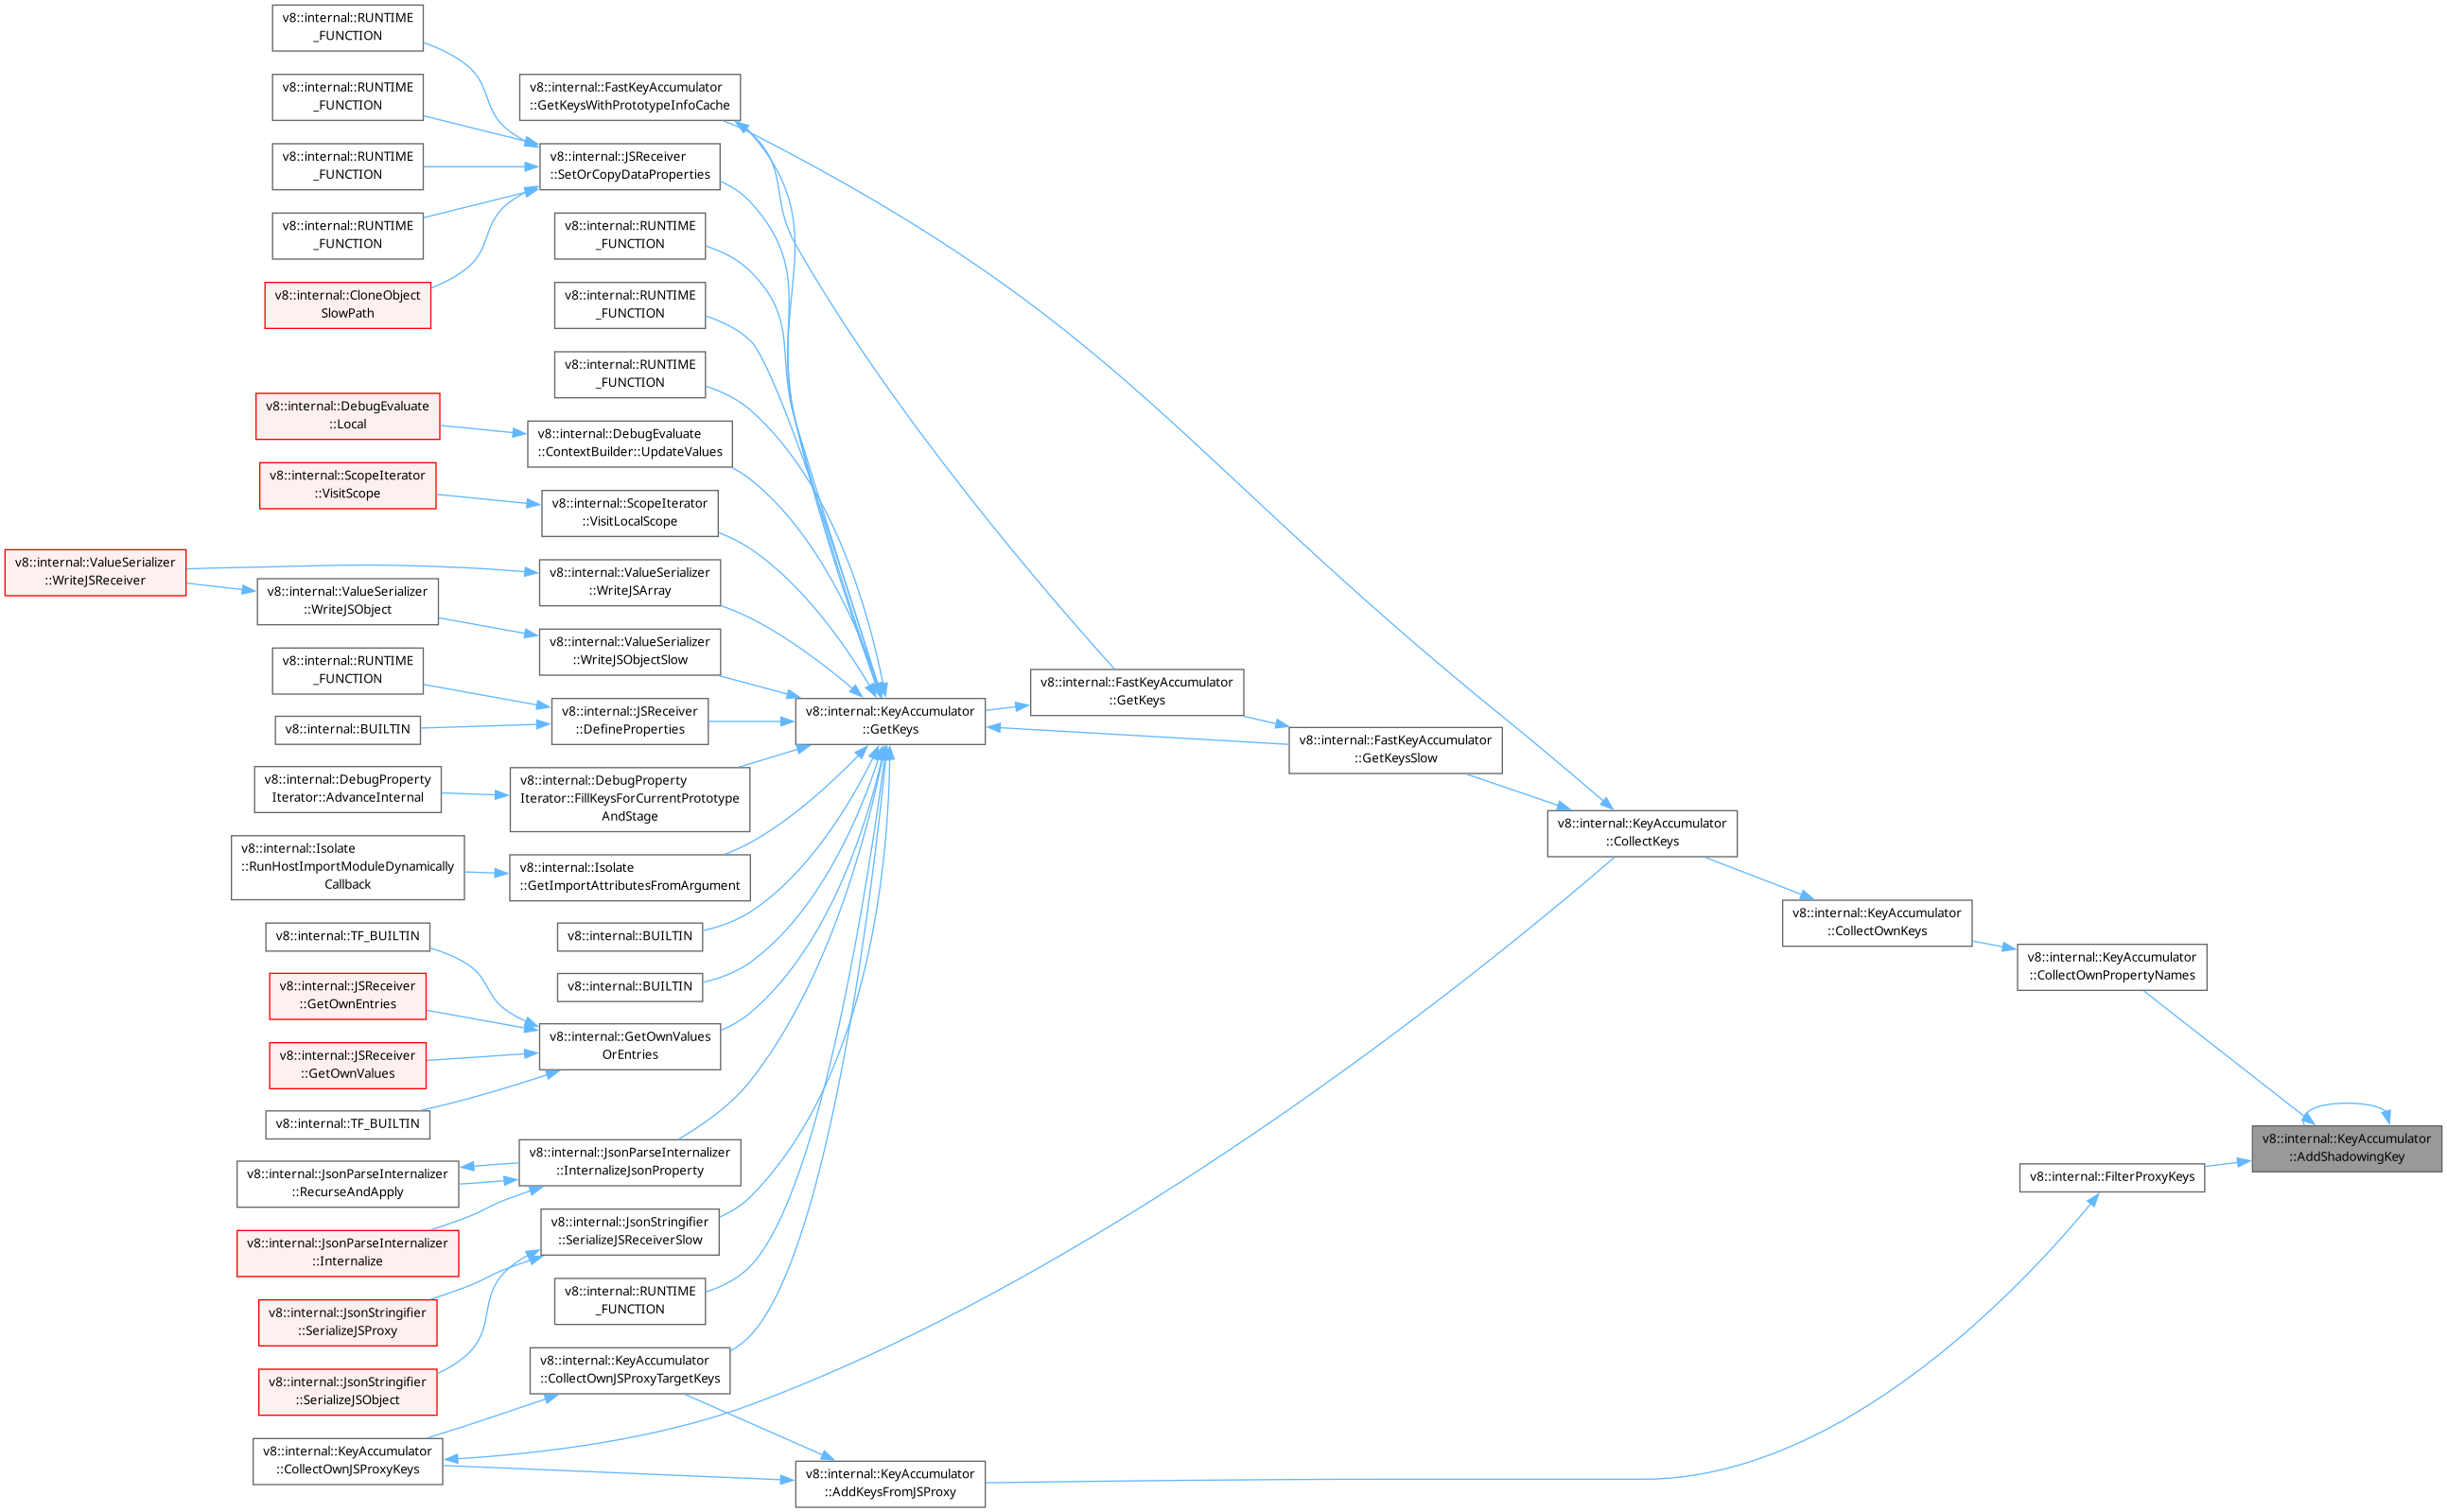 v8::internal::RUNTIME
_FUNCTION
v8::internal::RUNTIME
_FUNCTION
v8::internal::RUNTIME
_FUNCTION
v8::internal::RUNTIME
_FUNCTION
v8::internal::CloneObject
SlowPath
v8::internal::DebugEvaluate
::Local
v8::internal::ScopeIterator
::VisitScope
v8::internal::ValueSerializer
::WriteJSReceiver
v8::internal::ValueSerializer
::WriteJSObject
v8::internal::RUNTIME
_FUNCTION
v8::internal::BUILTIN
v8::internal::DebugProperty
Iterator::AdvanceInternal
v8::internal::Isolate
::RunHostImportModuleDynamically
Callback
v8::internal::TF_BUILTIN
v8::internal::JSReceiver
::GetOwnEntries
v8::internal::JSReceiver
::GetOwnValues
v8::internal::TF_BUILTIN
v8::internal::JsonParseInternalizer
::RecurseAndApply
v8::internal::JsonParseInternalizer
::Internalize
v8::internal::JsonStringifier
::SerializeJSProxy
v8::internal::JsonStringifier
::SerializeJSObject
v8::internal::KeyAccumulator
::CollectOwnJSProxyKeys
v8::internal::FastKeyAccumulator
::GetKeysWithPrototypeInfoCache
v8::internal::JSReceiver
::SetOrCopyDataProperties
v8::internal::RUNTIME
_FUNCTION
v8::internal::RUNTIME
_FUNCTION
v8::internal::RUNTIME
_FUNCTION
v8::internal::DebugEvaluate
::ContextBuilder::UpdateValues
v8::internal::ScopeIterator
::VisitLocalScope
v8::internal::ValueSerializer
::WriteJSArray
v8::internal::ValueSerializer
::WriteJSObjectSlow
v8::internal::JSReceiver
::DefineProperties
v8::internal::DebugProperty
Iterator::FillKeysForCurrentPrototype
AndStage
v8::internal::Isolate
::GetImportAttributesFromArgument
v8::internal::BUILTIN
v8::internal::BUILTIN
v8::internal::GetOwnValues
OrEntries
v8::internal::JsonParseInternalizer
::InternalizeJsonProperty
v8::internal::JsonStringifier
::SerializeJSReceiverSlow
v8::internal::RUNTIME
_FUNCTION
v8::internal::KeyAccumulator
::CollectOwnJSProxyTargetKeys
v8::internal::KeyAccumulator
::GetKeys
v8::internal::KeyAccumulator
::AddKeysFromJSProxy
v8::internal::FastKeyAccumulator
::GetKeys
v8::internal::FastKeyAccumulator
::GetKeysSlow
v8::internal::KeyAccumulator
::CollectKeys
v8::internal::KeyAccumulator
::CollectOwnKeys
v8::internal::KeyAccumulator
::CollectOwnPropertyNames
v8::internal::FilterProxyKeys
v8::internal::KeyAccumulator
::AddShadowingKey